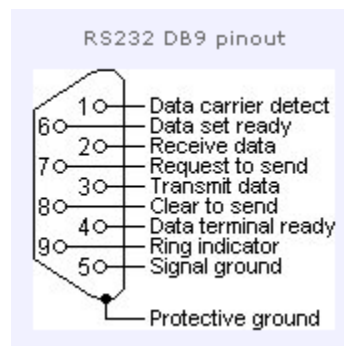 RS232 DB9 pinout
1 Data carrier detect
6 Data set ready
2 Receive data
7 Request to send
3 Transmit data
8 Clear to send
4 Data terminal ready
9 Ring indicator
5 Signal ground
Protective ground